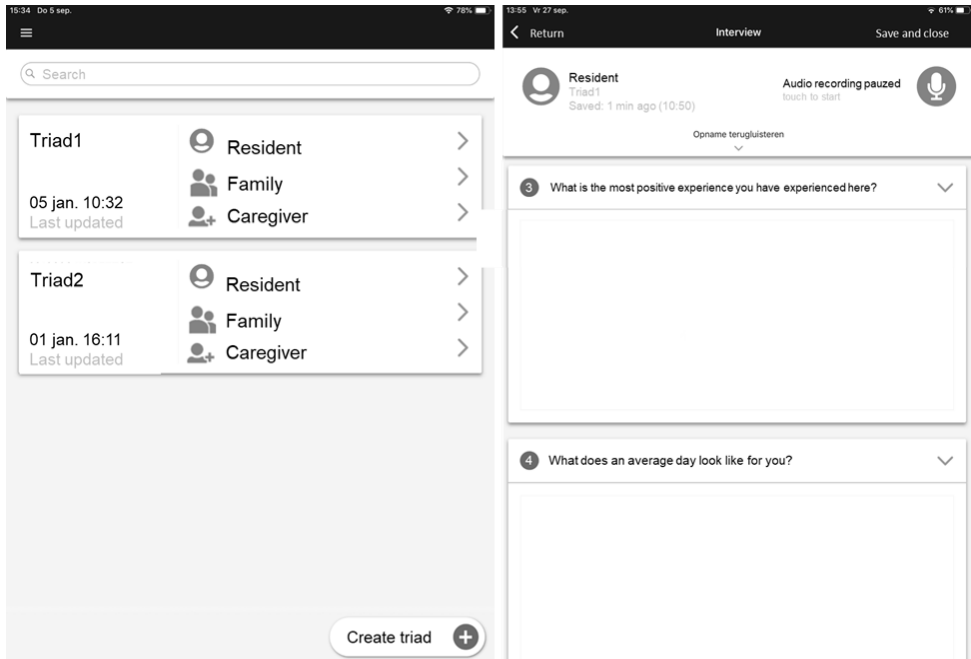 15:34 Do 5 sep.
78%
Search
Triad1
05 jan. 10:32
Last updated
Resident
Family
Caregiver
Triad2
01 jan. 16:11
Last updated
Resident
Family
Caregiver
Create triad
13:55 Vr 27 sep.
61%
Return
Interview
Save and close
Resident
Triad1
Saved: 1 min ago (10:50)
Audio recording pauzed
touch to start
Opname terugluisteren
3 What is the most positive experience you have experienced here?
4 What does an average day look like for you?